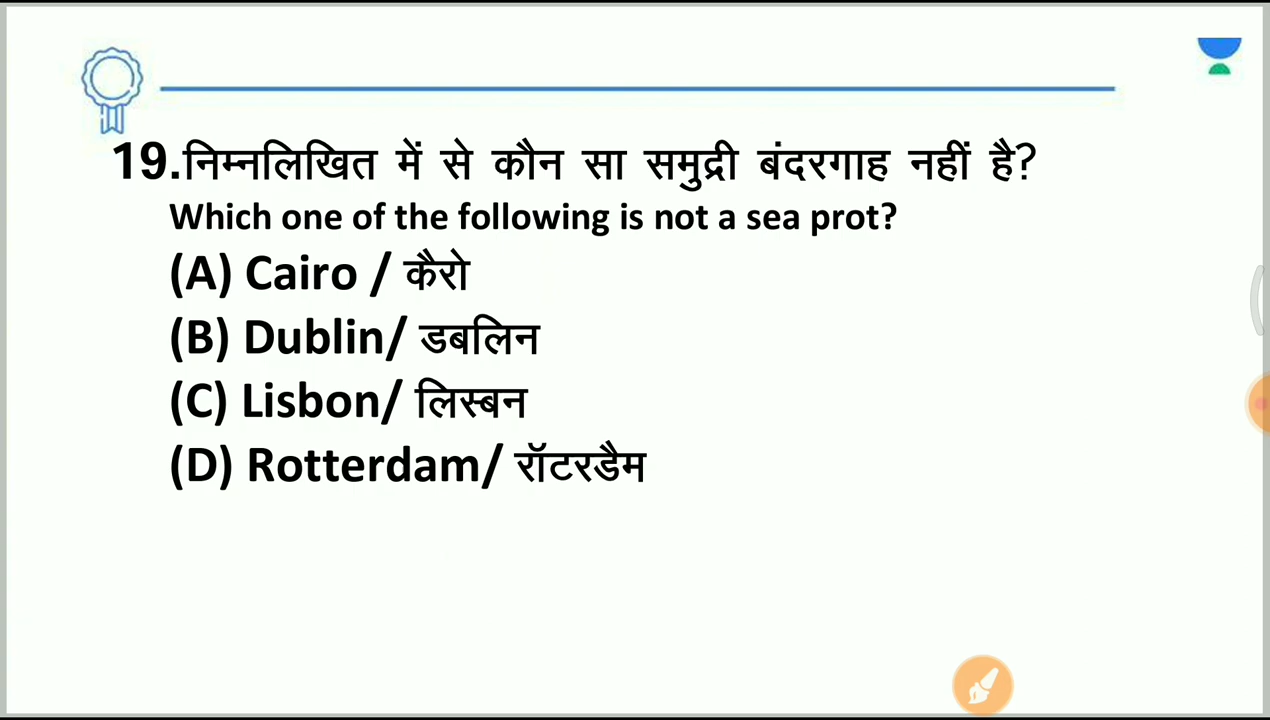 19.निम्नलिखित में से कौन सा समुद्री बंदरगाह नहीं है?
Which one of the following is not a sea prot?
(A) Cairo / कैरो
(B) Dublin/ डबलिन
(C) Lisbon/ लिस्बन
(D) Rotterdam/ रॉटरडैम